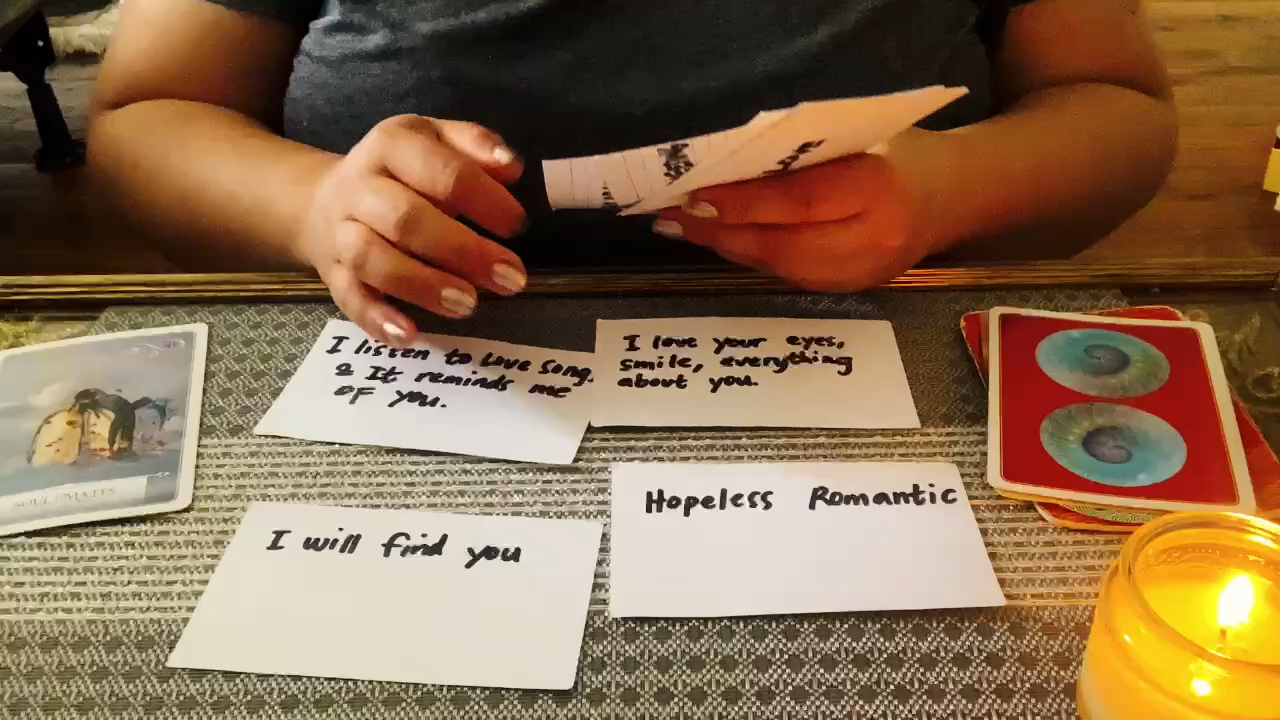 I listen to Love Song.
& It reminds me
OF you.
I love your eyes,
smile, everything
about you.
I will find you
Hopeless Romantic
SOULMATES